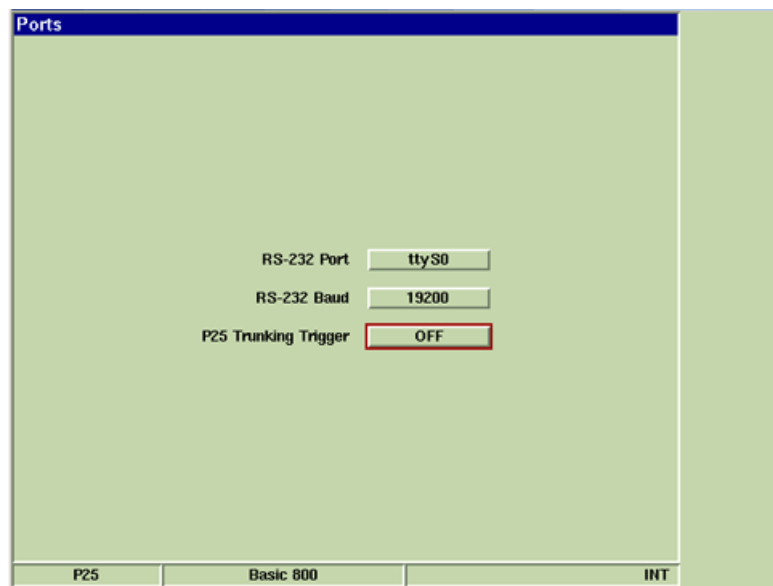 Ports
RS-232 Port ttyS0
RS-232 Baud 19200
P25 Trunking Trigger OFF
P25 Basic 800 INT